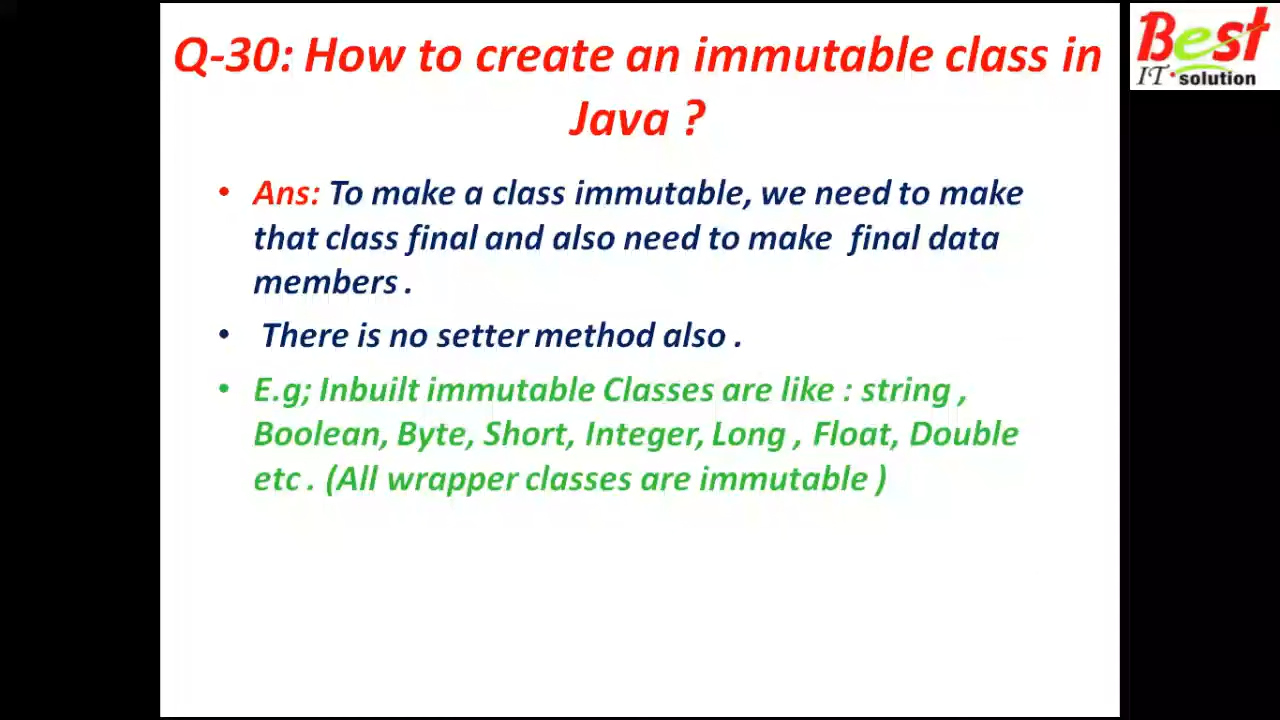 Q-30: How to create an immutable class in
Java ?
• Ans: To make a class immutable, we need to make
that class final and also need to make final data
members .
• There is no setter method also .
• E.g; Inbuilt immutable Classes are like : string ,
Boolean, Byte, Short, Integer, Long , Float, Double
etc . (All wrapper classes are immutable )
Best
IT solution